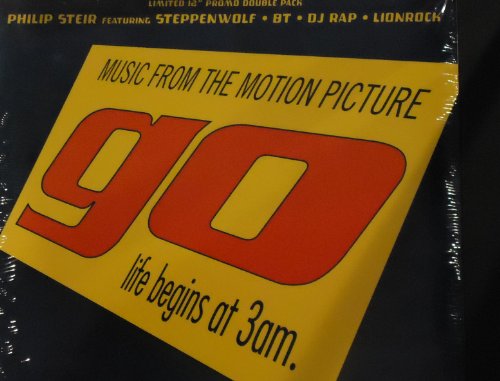 LIMITED 12" PROMO DOUBLE PACK
PHILIP STEIR FEATURING STEPPENWOLF • BT • DJ RAP • LIONROCK
MUSIC FROM THE MOTION PICTURE
go
life begins at 3am.